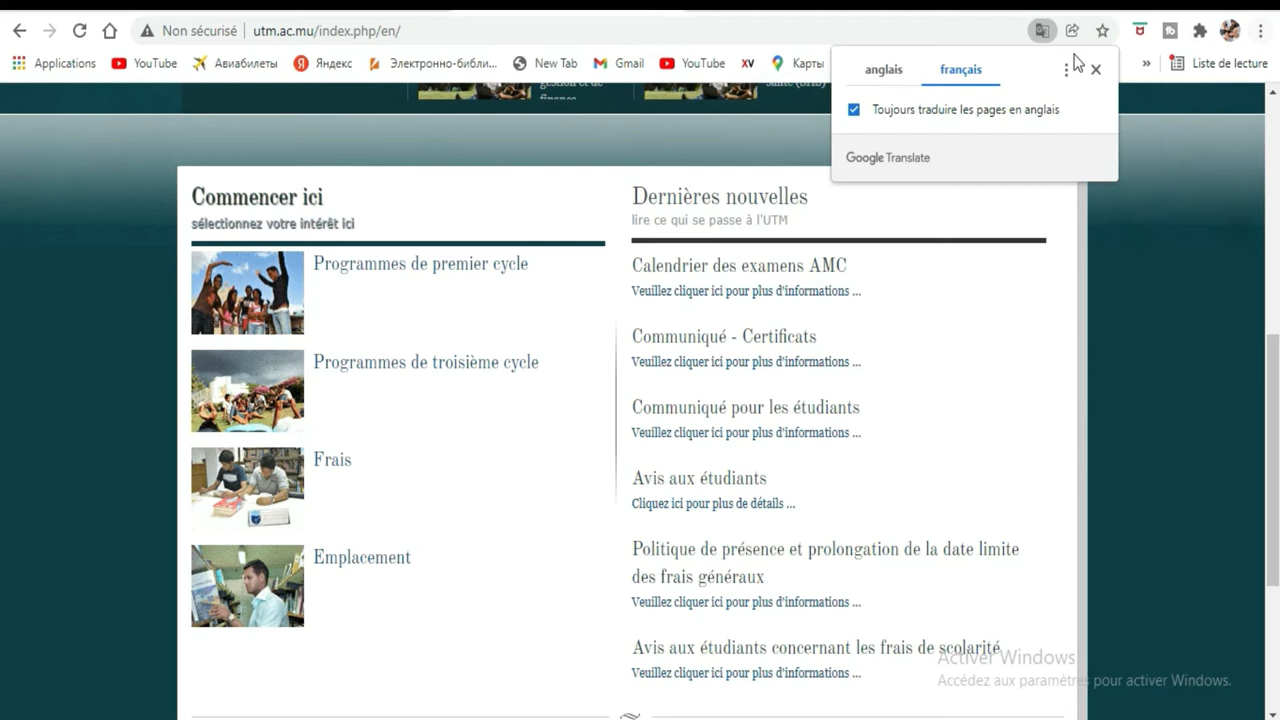 Non sécurisé
utm.ac.mu/index.php/en/
Applications
YouTube
Авиабилеты
Яндекс
Электронно-библи...
New Tab
Gmail
YouTube
XV
Карты
»
Liste de lecture
anglais
français
Toujours traduire les pages en anglais
Google Translate
gestion et de
finance
santé
Commencer ici
sélectionnez votre intérêt ici
Programmes de premier cycle
Programmes de troisième cycle
Frais
Emplacement
Dernières nouvelles
lire ce qui se passe à l'UTM
Calendrier des examens AMC
Veuillez cliquer ici pour plus d'informations ...
Communiqué - Certificats
Veuillez cliquer ici pour plus d'informations ...
Communiqué pour les étudiants
Veuillez cliquer ici pour plus d'informations ...
Avis aux étudiants
Cliquez ici pour plus de détails ...
Politique de présence et prolongation de la date limite
des frais généraux
Veuillez cliquer ici pour plus d'informations ...
Avis aux étudiants concernant les frais de scolarité
Veuillez cliquer ici pour plus d'informations ...
Activer Windows
Accédez aux paramètres pour activer Windows.